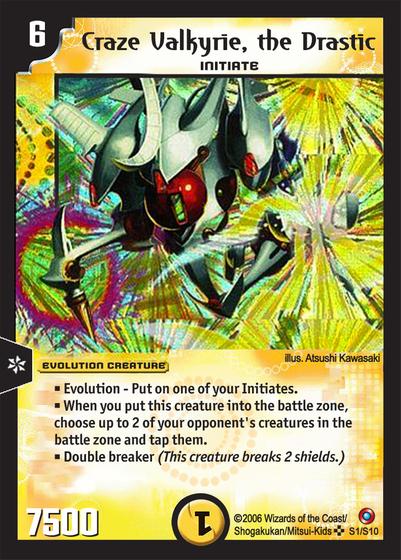 6 Craze Valkyrie, the Drastic
INITIATE
illus. Atsushi Kawasaki
EVOLUTION CREATURE
▪ Evolution - Put on one of your Initiates.
▪ When you put this creature into the battle zone,
choose up to 2 of your opponent's creatures in the
battle zone and tap them.
▪ Double breaker (This creature breaks 2 shields.)
7500
1
©2006 Wizards of the Coast/
Shogakukan/Mitsui-Kids S1/S10